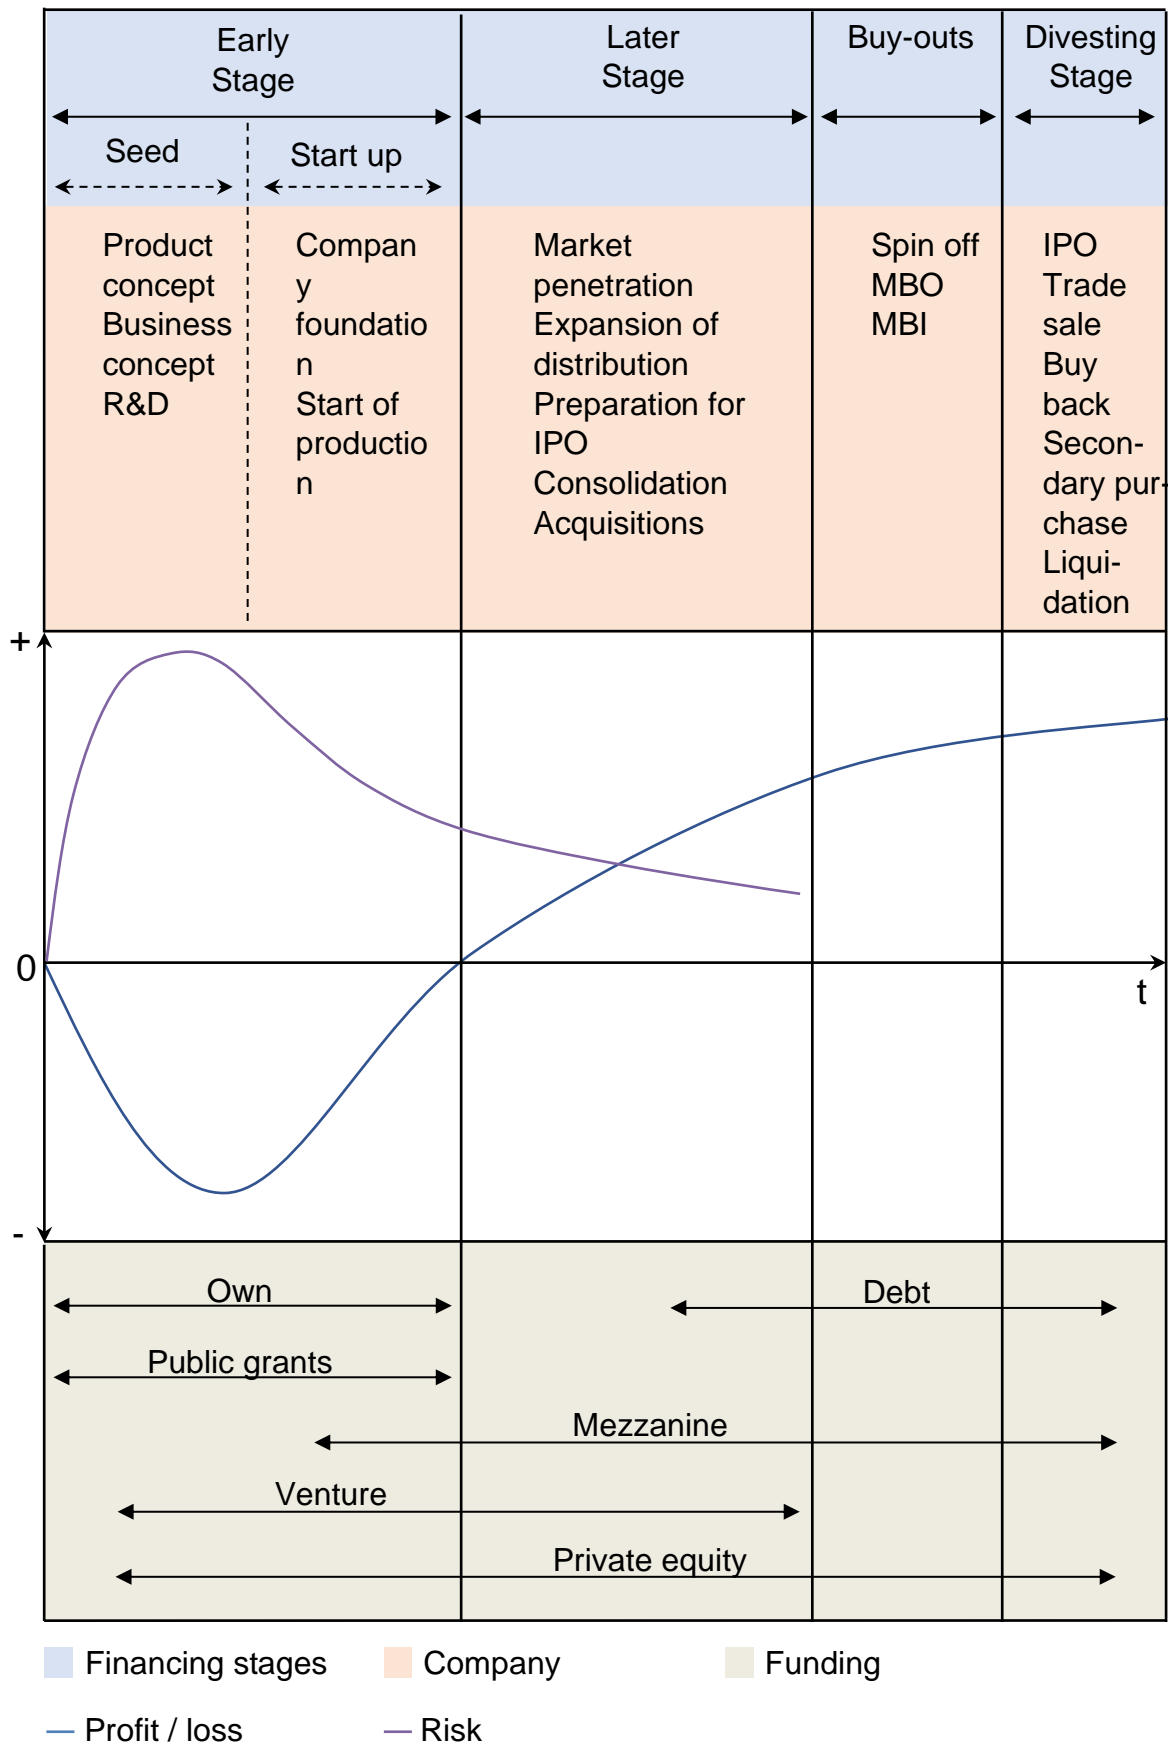 Early
Stage
Later
Stage
Buy-outs
Divesting
Stage
Seed
Start up
Product
concept
Business
concept
R&D
Compan
y
foundatio
n
Start of
productio
n
Market
penetration
Expansion of
distribution
Preparation for
IPO
Consolidation
Acquisitions
Spin off
MBO
MBI
IPO
Trade
sale
Buy
back
Secon-
dary pur-
chase
Liqui-
dation
+
0
t
-
Own
Debt
Public grants
Mezzanine
Venture
Private equity
Financing stages
Company
Funding
Profit / loss
Risk